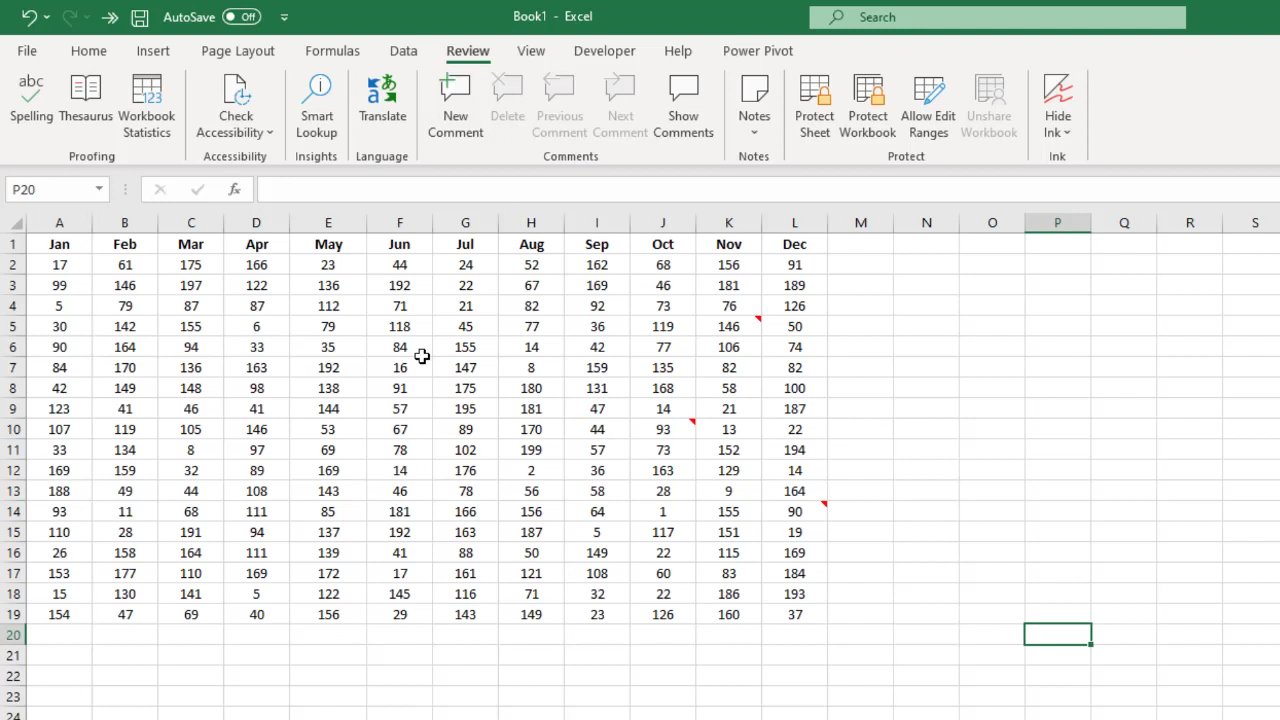 AutoSave Off Book1 - Excel Search
File Home Insert Page Layout Formulas Data Review View Developer Help Power Pivot
abc 123
Spelling Thesaurus Workbook Statistics Check Accessibility Smart Lookup Translate New Comment Delete Previous Comment Next Comment Show Comments Notes Protect Sheet Protect Workbook Allow Edit Ranges Unshare Workbook Hide Ink
Proofing Accessibility Insights Language Comments Notes Protect Ink
P20 fx
A B C D E F G H I J K L M N O P Q R S
1 Jan Feb Mar Apr May Jun Jul Aug Sep Oct Nov Dec
2 17 61 175 166 23 44 24 52 162 68 156 91
3 99 146 197 122 136 192 22 67 169 46 181 189
4 5 79 87 87 112 71 21 82 92 73 76 126
5 30 142 155 6 79 118 45 77 36 119 146 50
6 90 164 94 33 35 84 155 14 42 77 106 74
7 84 170 136 163 192 16 147 8 159 135 82 82
8 42 149 148 98 138 91 175 180 131 168 58 100
9 123 41 46 41 144 57 195 181 47 14 21 187
10 107 119 105 146 53 67 89 170 44 93 13 22
11 33 134 8 97 69 78 102 199 57 73 152 194
12 169 159 32 89 169 14 176 2 36 163 129 14
13 188 49 44 108 143 46 78 56 58 28 9 164
14 93 11 68 111 85 181 166 156 64 1 155 90
15 110 28 191 94 137 192 163 187 5 117 151 19
16 26 158 164 111 139 41 88 50 149 22 115 169
17 153 177 110 169 172 17 161 121 108 60 83 184
18 15 130 141 5 122 145 116 71 32 22 186 193
19 154 47 69 40 156 29 143 149 23 126 160 37
20
21
22
23
24